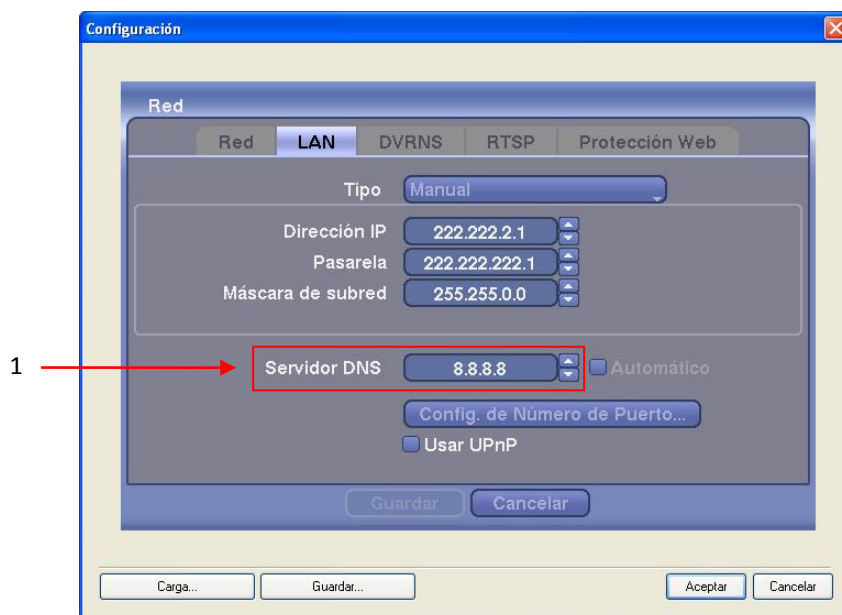 Configuración
Red
Red LAN DVRNS RTSP Protección Web
Tipo Manual
Dirección IP 222.222.2.1
Pasarela 222.222.222.1
Máscara de subred 255.255.0.0
1 Servidor DNS 8.8.8.8 Automático
Config. de Número de Puerto...
Usar UPnP
Guardar Cancelar
Carga... Guardar... Aceptar Cancelar